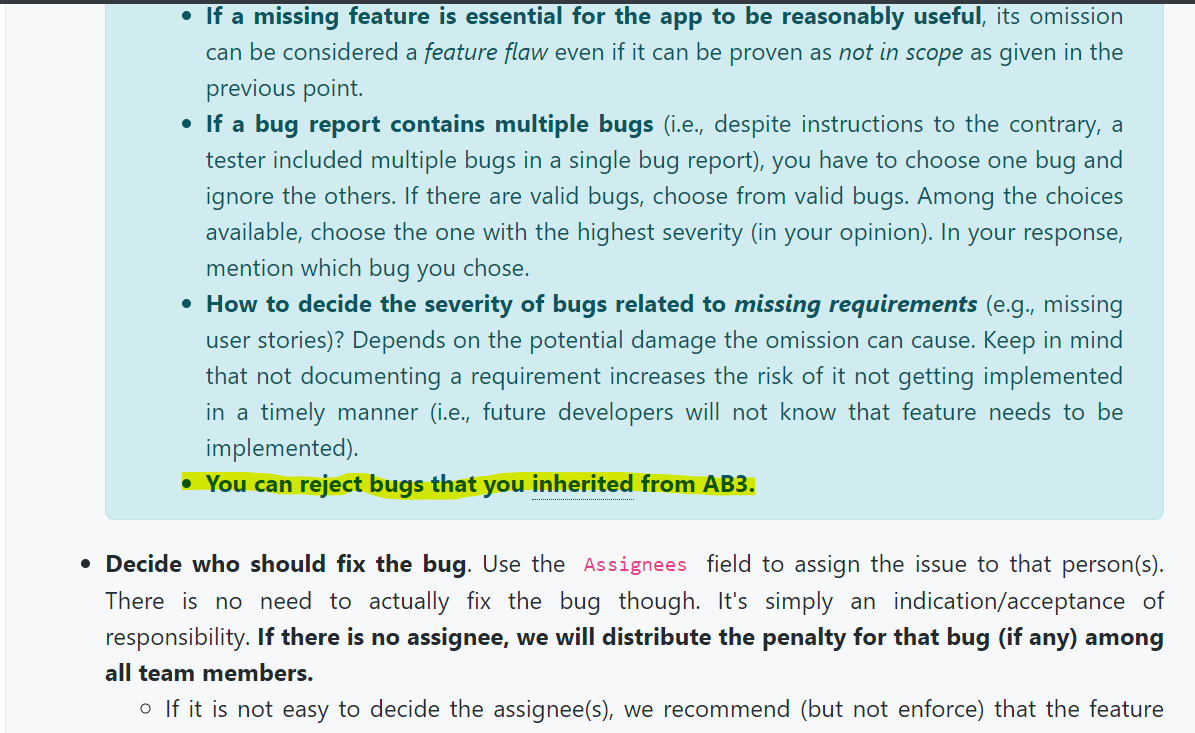 • If a missing feature is essential for the app to be reasonably useful, its omission
can be considered a feature flaw even if it can be proven as not in scope as given in the
previous point.
• If a bug report contains multiple bugs (i.e., despite instructions to the contrary, a
tester included multiple bugs in a single bug report), you have to choose one bug and
ignore the others. If there are valid bugs, choose from valid bugs. Among the choices
available, choose the one with the highest severity (in your opinion). In your response,
mention which bug you chose.
• How to decide the severity of bugs related to missing requirements (e.g., missing
user stories)? Depends on the potential damage the omission can cause. Keep in mind
that not documenting a requirement increases the risk of it not getting implemented
in a timely manner (i.e., future developers will not know that feature needs to be
implemented).
• You can reject bugs that you inherited from AB3.
• Decide who should fix the bug. Use the Assignees field to assign the issue to that person(s).
There is no need to actually fix the bug though. It's simply an indication/acceptance of
responsibility. If there is no assignee, we will distribute the penalty for that bug (if any) among
all team members.
○ If it is not easy to decide the assignee(s), we recommend (but not enforce) that the feature